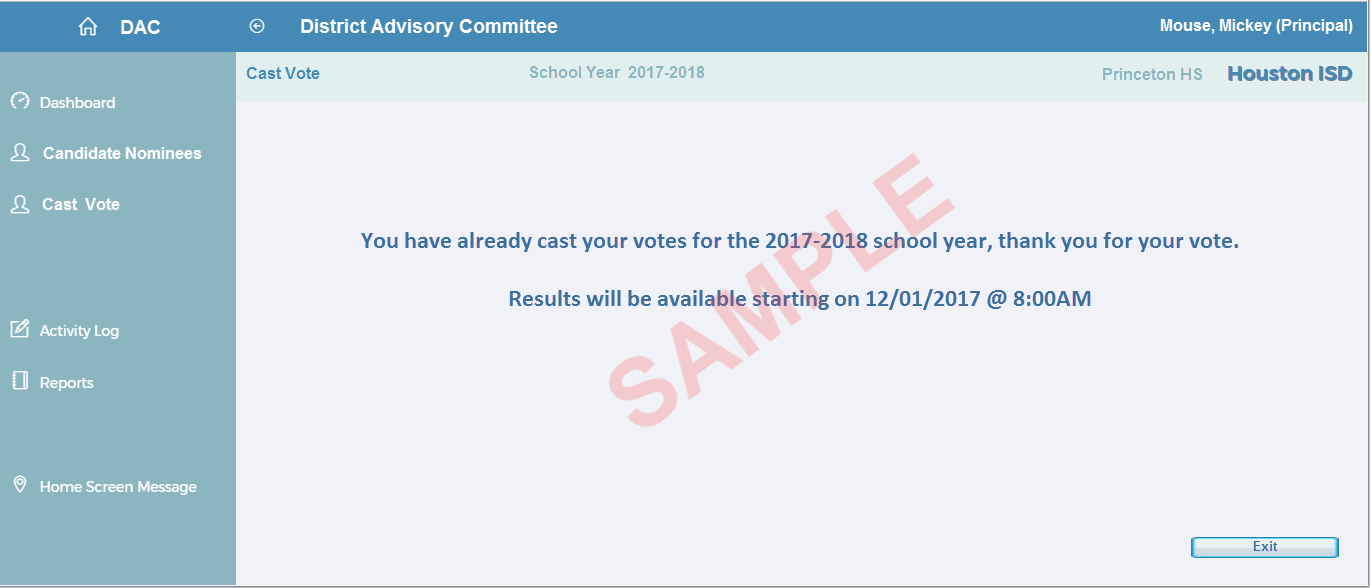 DAC
District Advisory Committee
Mouse, Mickey (Principal)
Cast Vote
School Year 2017-2018
Princeton HS
Houston ISD
Dashboard
Candidate Nominees
Cast Vote
Activity Log
Reports
Home Screen Message
You have already cast your votes for the 2017-2018 school year, thank you for your vote.
Results will be available starting on 12/01/2017 @ 8:00AM
SAMPLE
Exit